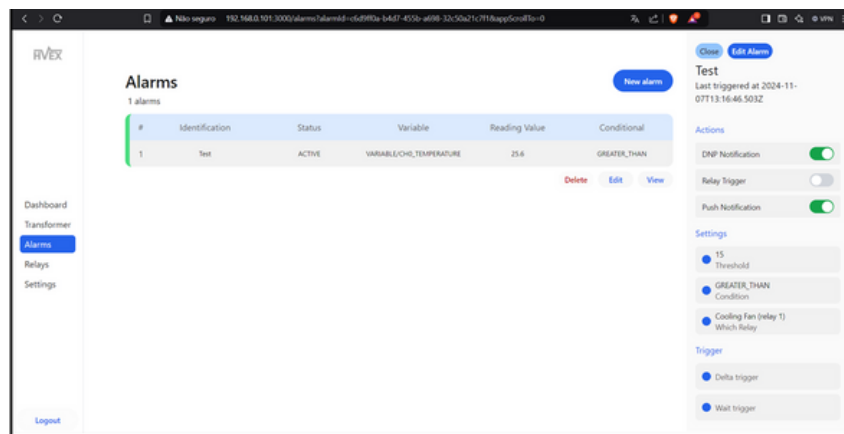 Não seguro 192.168.0.101:3000/alarms?alarmId=c6d9ff0a-b4d7-455b-a698-32c50a21c7f1&appScrollTo=0
VPN
RVEX
Dashboard
Transformer
Alarms
Relays
Settings
Logout
Alarms
1 alarms
New alarm
# Identification Status Variable Reading Value Conditional
1 Test ACTIVE VARIABLE/CH0_TEMPERATURE 25.6 GREATER_THAN
Delete Edit View
Close Edit Alarm
Test
Last triggered at 2024-11-
07T13:16:46.503Z
Actions
DNP Notification
Relay Trigger
Push Notification
Settings
15
Threshold
GREATER_THAN
Condition
Cooling Fan (relay 1)
Which Relay
Trigger
Delta trigger
Wait trigger